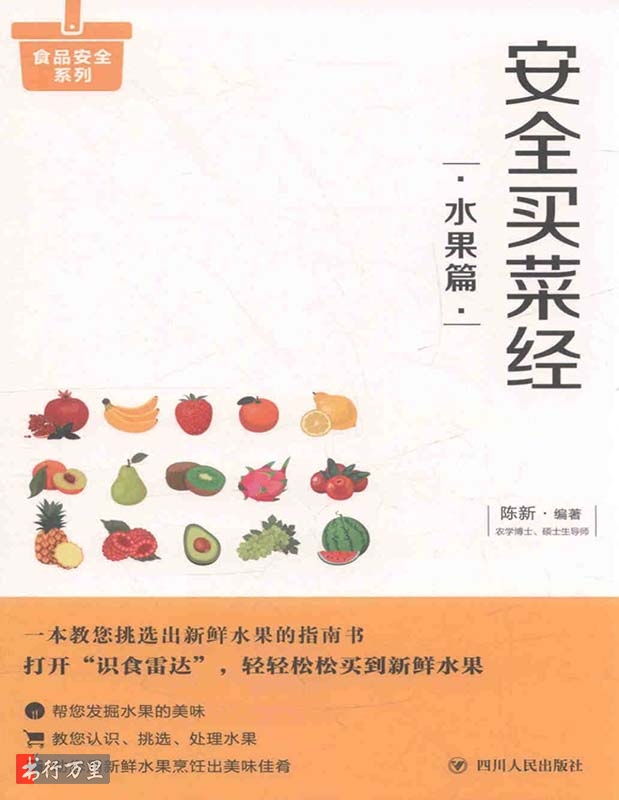 食品安全
系列
安全买菜经
·水果篇·
陈新·编著
农学博士、硕士生导师
一本教您挑选出新鲜水果的指南书
打开“识食雷达”，轻轻松松买到新鲜水果
帮您发掘水果的美味
教您认识、挑选、处理水果
新鲜水果烹饪出美味佳肴
书行万里
四川人民出版社